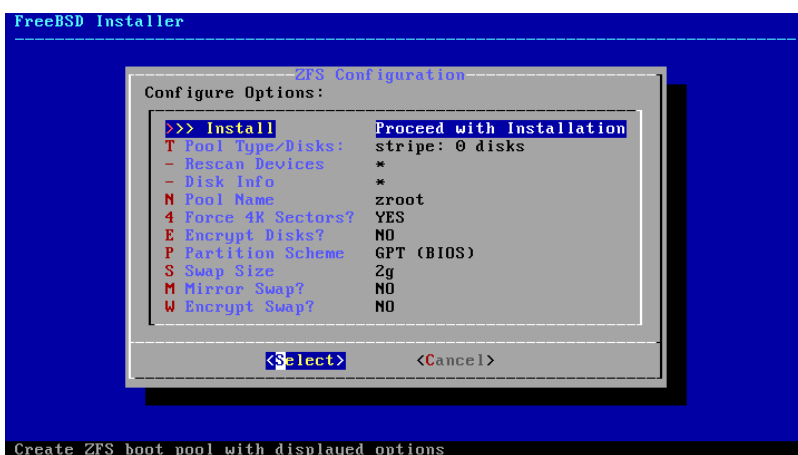 FreeBSD Installer
ZFS Configuration
Configure Options:
>>> Install Proceed with Installation
T Pool Type/Disks: stripe: 0 disks
- Rescan Devices *
- Disk Info *
N Pool Name zroot
4 Force 4K Sectors? YES
E Encrypt Disks? NO
P Partition Scheme GPT (BIOS)
S Swap Size 2g
M Mirror Swap? NO
W Encrypt Swap? NO
<Select> <Cancel>
Create ZFS boot pool with displayed options